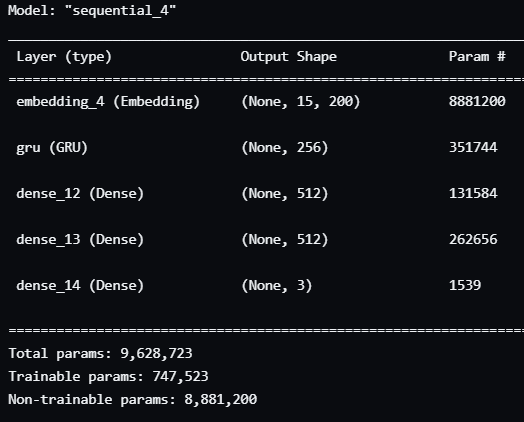 Model: "sequential_4"
Layer (type) Output Shape Param #
embedding_4 (Embedding) (None, 15, 200) 8881200
gru (GRU) (None, 256) 351744
dense_12 (Dense) (None, 512) 131584
dense_13 (Dense) (None, 512) 262656
dense_14 (Dense) (None, 3) 1539
Total params: 9,628,723
Trainable params: 747,523
Non-trainable params: 8,881,200